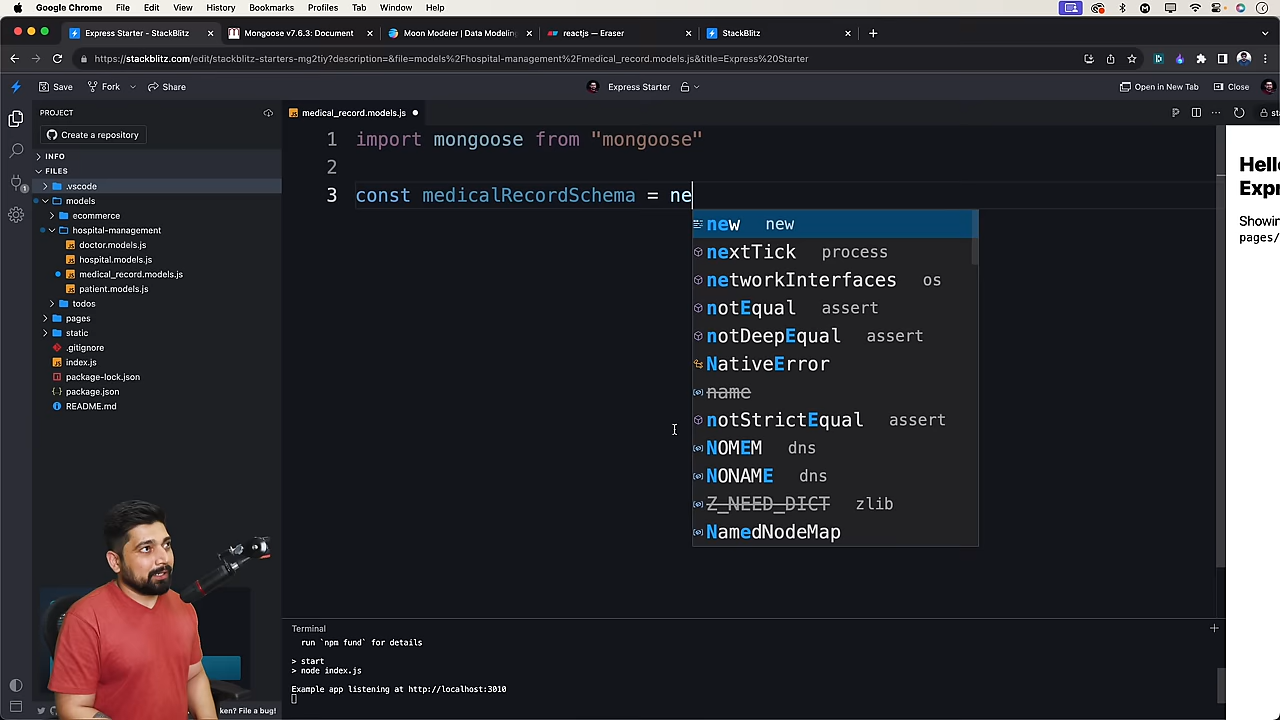 Google Chrome File Edit View History Bookmarks Profiles Tab Window Help
Express Starter - StackBlitz
Mongoose v7.6.3: Document
Moon Modeler | Data Modeling
reactjs — Eraser
StackBlitz
https://stackblitz.com/edit/stackblitz-starters-mg2tiy?description=&file=models%2Fhospital-management%2Fmedical_record.models.js&title=Express%20Starter
Save Fork Share
Express Starter
Open in New Tab Close
PROJECT
Create a repository
INFO
FILES
.vscode
models
ecommerce
hospital-management
doctor.models.js
hospital.models.js
medical_record.models.js
patient.models.js
todos
pages
static
.gitignore
index.js
package-lock.json
package.json
README.md
medical_record.models.js
1 import mongoose from "mongoose"
2
3 const medicalRecordSchema = ne
new new
nextTick process
networkInterfaces os
notEqual assert
notDeepEqual assert
NativeError
name
notStrictEqual assert
NOMEM dns
NONAME dns
Z_NEED_DICT zlib
NamedNodeMap
Hell
Expr
Showin
pages/
Terminal
run `npm fund` for details
> start
> node index.js
Example app listening at http://localhost:3010
ken? File a bug!